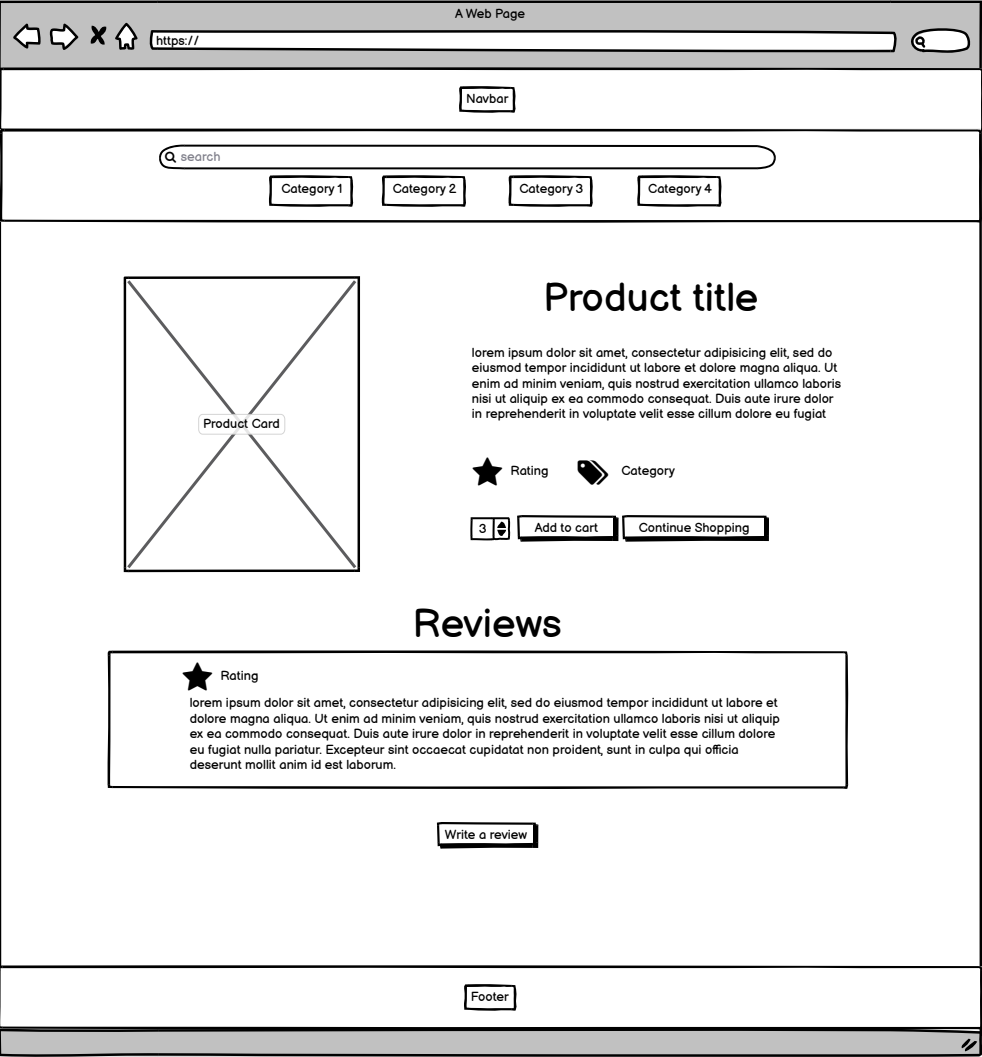 A Web Page
https://
Navbar
search
Category 1 Category 2 Category 3 Category 4
Product Card
Product title
lorem ipsum dolor sit amet, consectetur adipisicing elit, sed do
eiusmod tempor incididunt ut labore et dolore magna aliqua. Ut
enim ad minim veniam, quis nostrud exercitation ullamco laboris
nisi ut aliquip ex ea commodo consequat. Duis aute irure dolor
in reprehenderit in voluptate velit esse cillum dolore eu fugiat
Rating Category
3 Add to cart Continue Shopping
Reviews
Rating
lorem ipsum dolor sit amet, consectetur adipisicing elit, sed do eiusmod tempor incididunt ut labore et
dolore magna aliqua. Ut enim ad minim veniam, quis nostrud exercitation ullamco laboris nisi ut aliquip
ex ea commodo consequat. Duis aute irure dolor in reprehenderit in voluptate velit esse cillum dolore
eu fugiat nulla pariatur. Excepteur sint occaecat cupidatat non proident, sunt in culpa qui officia
deserunt mollit anim id est laborum.
Write a review
Footer